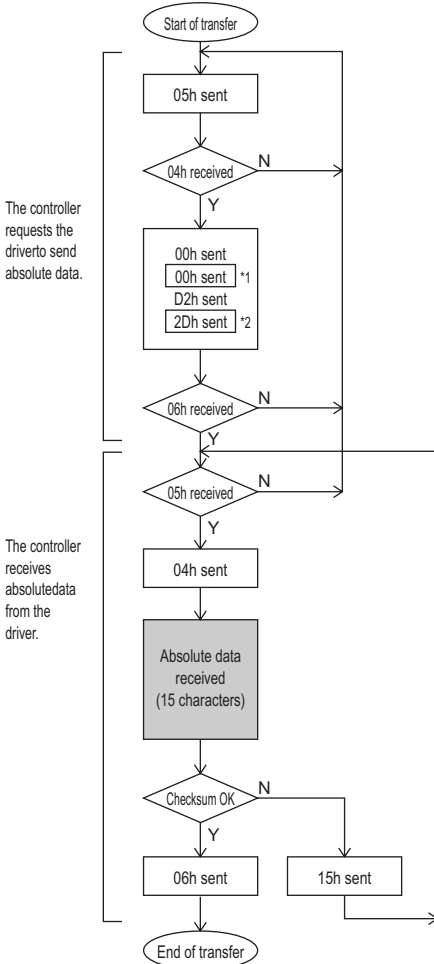 Start of transfer
05h sent
04h received
N
Y
The controller
requests the
driverto send
absolute data.
00h sent
00h sent *1
D2h sent
2Dh sent *2
06h received
N
Y
05h received
N
Y
The controller
receives
absolutedata
from the
driver.
04h sent
Absolute data
received
(15 characters)
Checksum OK
N
Y
06h sent
15h sent
End of transfer